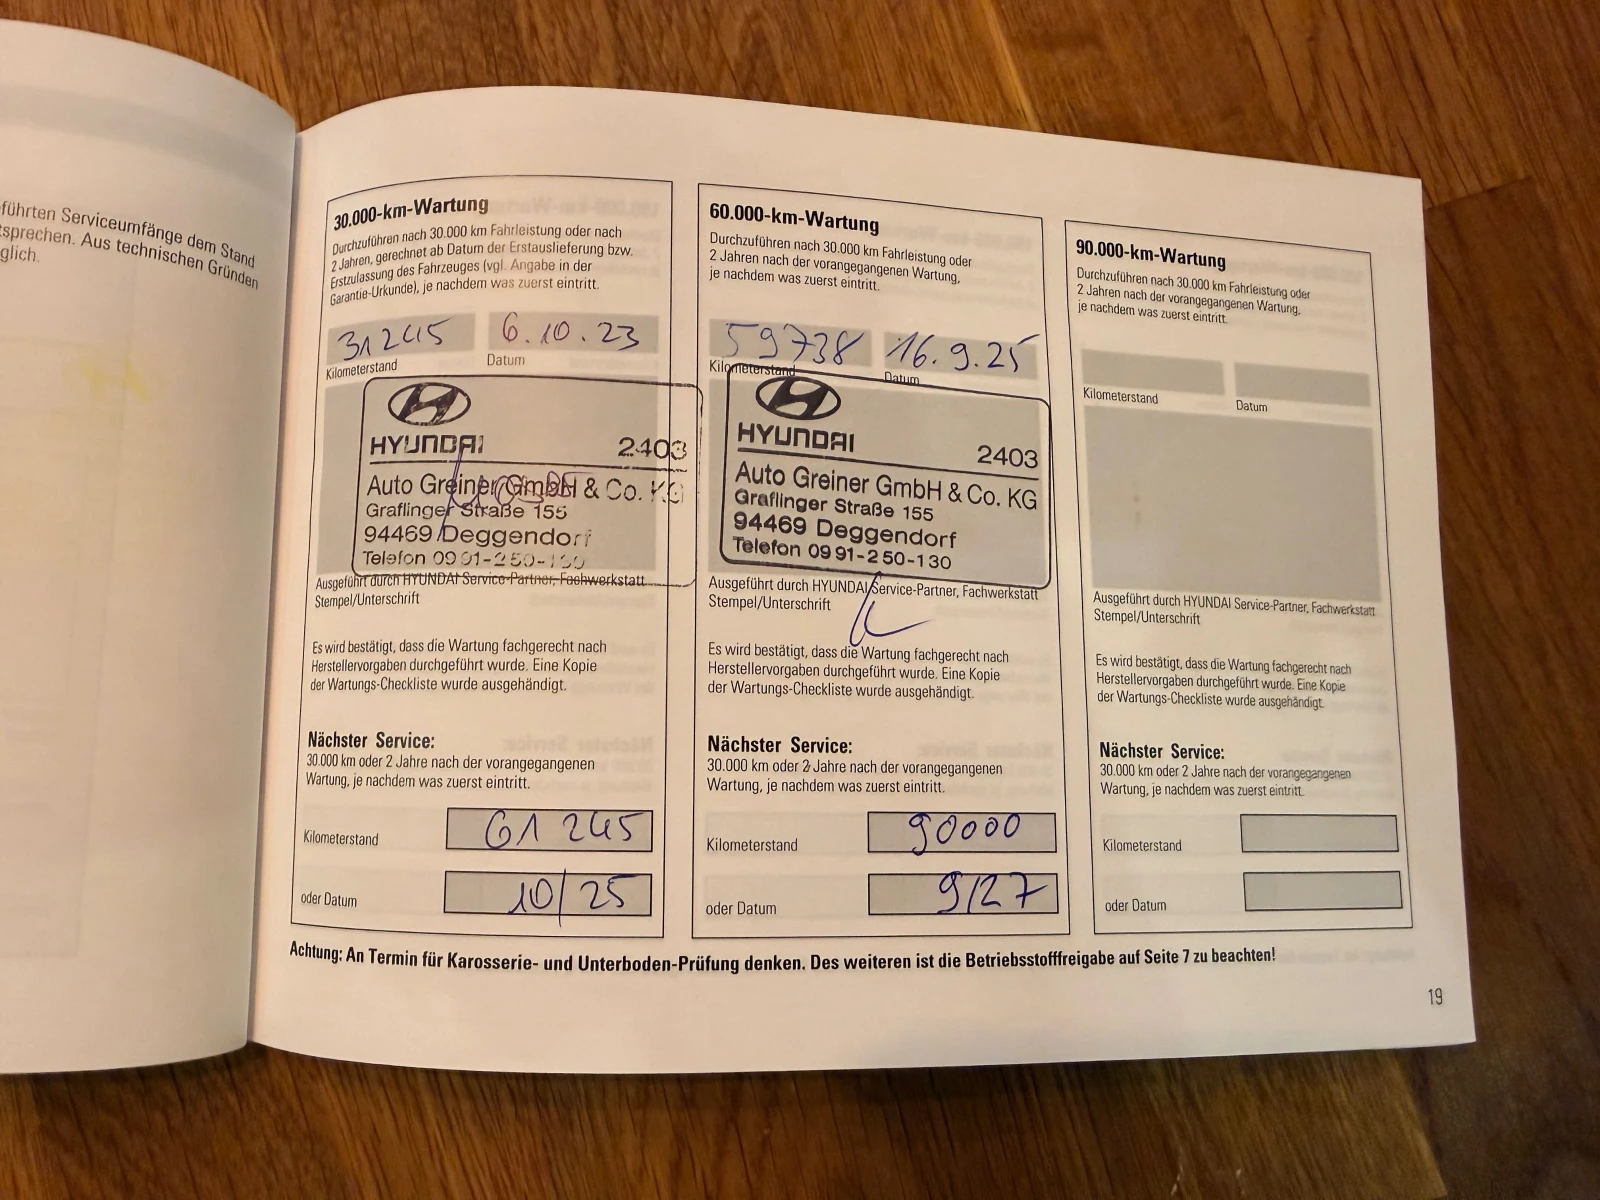 führten Serviceumfänge dem Stand
tsprechen. Aus technischen Gründen
glich.
30.000-km-Wartung
Durchzuführen nach 30.000 km Fahrleistung oder nach
2 Jahren, gerechnet ab Datum der Erstauslieferung bzw.
Erstzulassung des Fahrzeuges (vgl. Angabe in der
Garantie-Urkunde), je nachdem was zuerst eintritt.
31245 6.10.23
Kilometerstand Datum
HYUNDAI 2403
Auto Greiner GmbH & Co. KG
Graflinger Straße 155
94469 Deggendorf
Telefon 0991-250-130
Ausgeführt durch HYUNDAI Service-Partner, Fachwerkstatt
Stempel/Unterschrift
Es wird bestätigt, dass die Wartung fachgerecht nach
Herstellervorgaben durchgeführt wurde. Eine Kopie
der Wartungs-Checkliste wurde ausgehändigt.
Nächster Service:
30.000 km oder 2 Jahre nach der vorangegangenen
Wartung, je nachdem was zuerst eintritt.
Kilometerstand 61245
oder Datum 10/25
60.000-km-Wartung
Durchzuführen nach 30.000 km Fahrleistung oder
2 Jahren nach der vorangegangenen Wartung,
je nachdem was zuerst eintritt.
59738 16.9.25
Kilometerstand Datum
HYUNDAI 2403
Auto Greiner GmbH & Co. KG
Graflinger Straße 155
94469 Deggendorf
Telefon 0991-250-130
Ausgeführt durch HYUNDAI Service-Partner, Fachwerkstatt
Stempel/Unterschrift
Es wird bestätigt, dass die Wartung fachgerecht nach
Herstellervorgaben durchgeführt wurde. Eine Kopie
der Wartungs-Checkliste wurde ausgehändigt.
Nächster Service:
30.000 km oder 2 Jahre nach der vorangegangenen
Wartung, je nachdem was zuerst eintritt.
Kilometerstand 90000
oder Datum 9/27
90.000-km-Wartung
Durchzuführen nach 30.000 km Fahrleistung oder
2 Jahren nach der vorangegangenen Wartung,
je nachdem was zuerst eintritt.
Kilometerstand Datum
Ausgeführt durch HYUNDAI Service-Partner, Fachwerkstatt
Stempel/Unterschrift
Es wird bestätigt, dass die Wartung fachgerecht nach
Herstellervorgaben durchgeführt wurde. Eine Kopie
der Wartungs-Checkliste wurde ausgehändigt.
Nächster Service:
30.000 km oder 2 Jahre nach der vorangegangenen
Wartung, je nachdem was zuerst eintritt.
Kilometerstand
oder Datum
Achtung: An Termin für Karosserie- und Unterboden-Prüfung denken. Des weiteren ist die Betriebsstofffreigabe auf Seite 7 zu beachten!
19